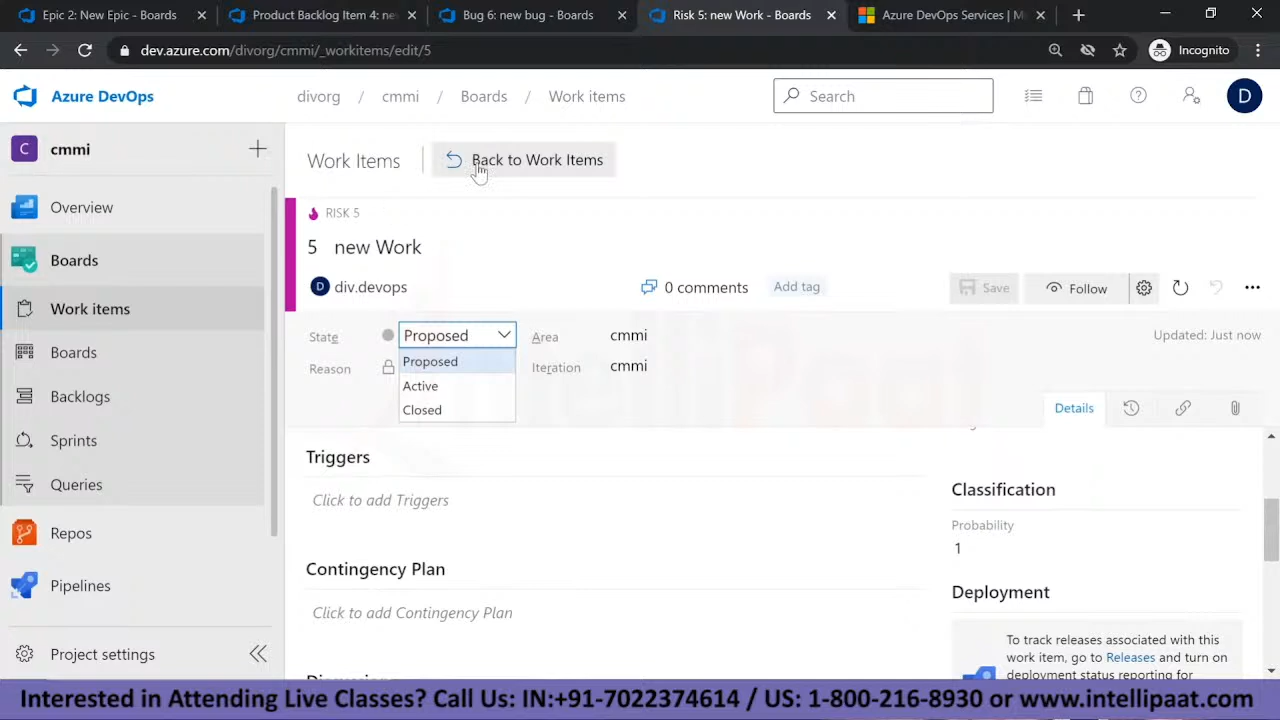 Epic 2: New Epic - Boards
Product Backlog Item 4: ne
Bug 6: new bug - Boards
Risk 5: new Work - Boards
Azure DevOps Services | M
dev.azure.com/divorg/cmmi/_workitems/edit/5
Incognito
Azure DevOps
divorg / cmmi / Boards / Work items
Search
D
C cmmi
Overview
Boards
Work items
Boards
Backlogs
Sprints
Queries
Repos
Pipelines
Project settings
Work Items
Back to Work Items
RISK 5
5 new Work
D div.devops
0 comments
Add tag
Save
Follow
State
Proposed
Area
cmmi
Updated: Just now
Reason
Iteration
cmmi
Proposed
Active
Closed
Details
Triggers
Click to add Triggers
Contingency Plan
Click to add Contingency Plan
Classification
Probability
1
Deployment
To track releases associated with this
work item, go to Releases and turn on
deployment status reporting for
Interested in Attending Live Classes? Call Us: IN:+91-7022374614 / US: 1-800-216-8930 or www.intellipaat.com